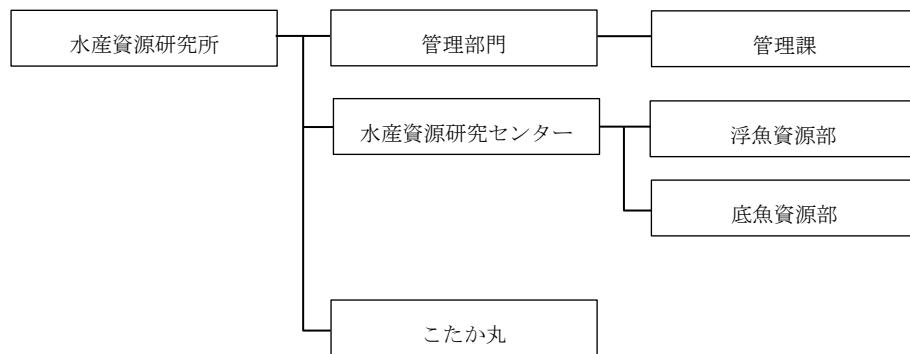 水産資源研究所
管理部門
管理課
水産資源研究センター
浮魚資源部
底魚資源部
こたか丸